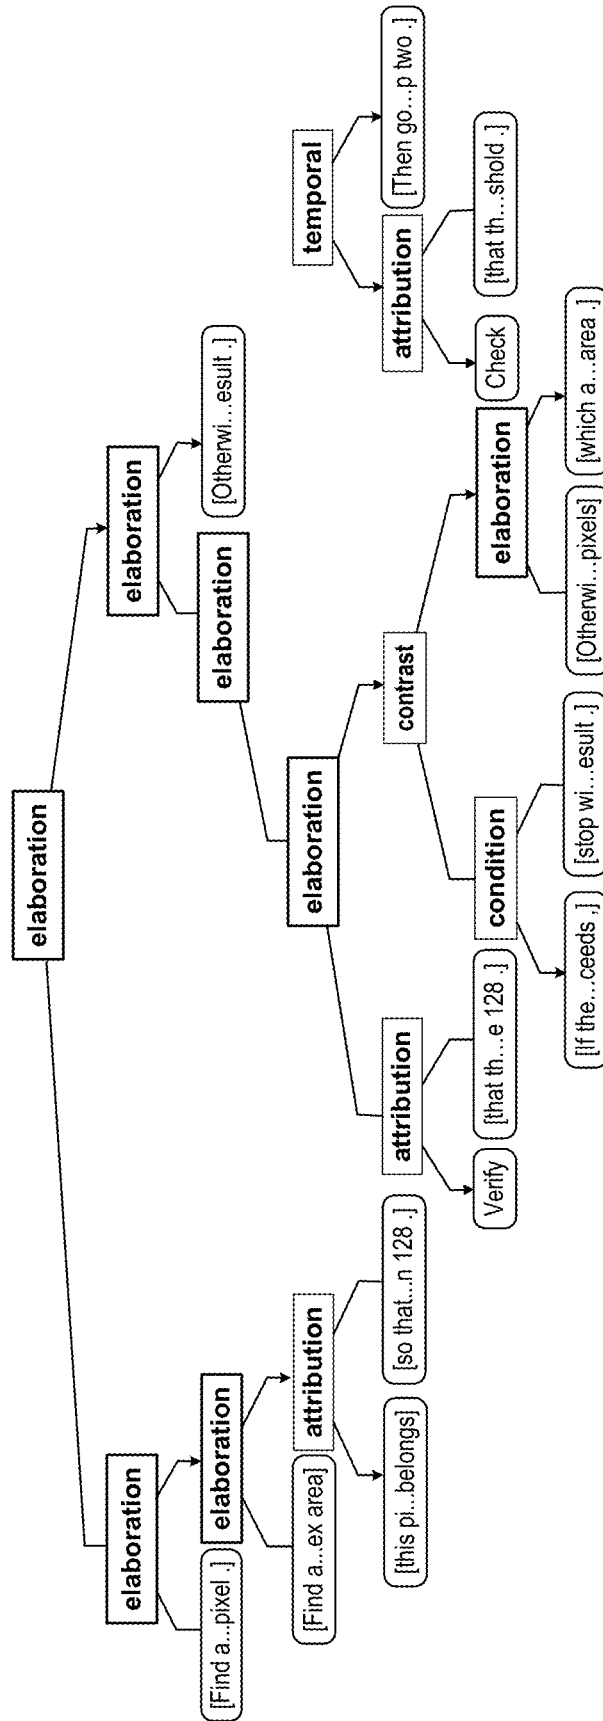 elaboration
elaboration
[Find a...pixel .]
elaboration
[Find a...ex area]
attribution
[this pi...belongs]
[so that...n 128 .]
elaboration
elaboration
elaboration
attribution
Verify
[that th...e 128 .]
contrast
condition
[If the...ceeds ,]
[stop wi...esult .]
elaboration
[Otherwi...pixels]
[which a...area .]
[Otherwi...esult .]
temporal
attribution
Check
[that th...shold .]
[Then go...p two .]